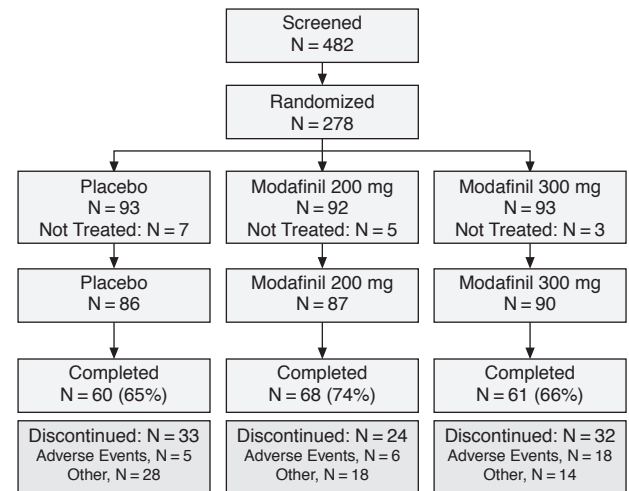 Screened
N = 482
Randomized
N = 278
Placebo
N = 93
Not Treated: N = 7
Modafinil 200 mg
N = 92
Not Treated: N = 5
Modafinil 300 mg
N = 93
Not Treated: N = 3
Placebo
N = 86
Modafinil 200 mg
N = 87
Modafinil 300 mg
N = 90
Completed
N = 60 (65%)
Completed
N = 68 (74%)
Completed
N = 61 (66%)
Discontinued: N = 33
Adverse Events, N = 5
Other, N = 28
Discontinued: N = 24
Adverse Events, N = 6
Other, N = 18
Discontinued: N = 32
Adverse Events, N = 18
Other, N = 14